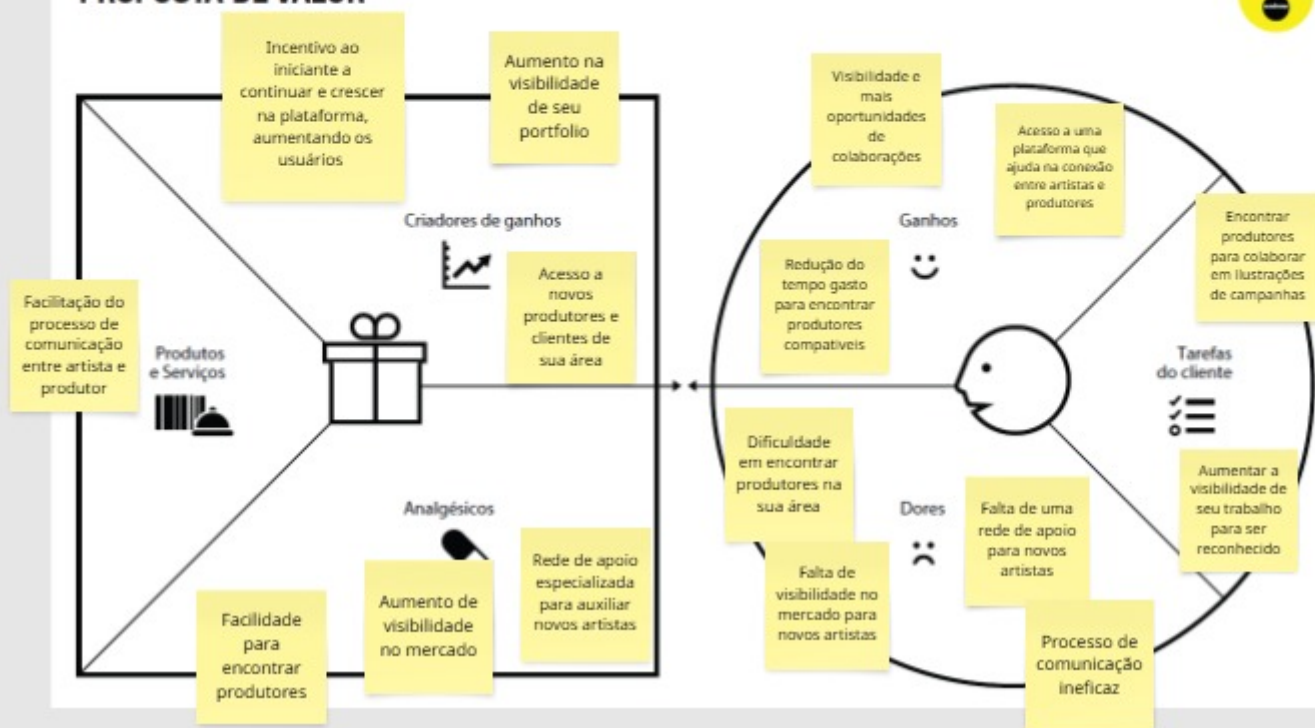 PROPOSTA DE VALOR
Incentivo ao
iniciante a
continuar e crescer
na plataforma,
aumentando os
usuários
Aumento na
visibilidade
de seu
portfolio
Criadores de ganhos
Acesso a
novos
produtores e
clientes de
sua área
Facilitação do
processo de
comunicação
entre artista e
produtor
Produtos
e Serviços
Analgésicos
Facilidade
para
encontrar
produtores
Aumento de
visibilidade
no mercado
Rede de apoio
especializada
para auxiliar
novos artistas
Visibilidade e
mais
oportunidades
de
colaborações
Acesso a uma
plataforma que
ajuda na conexão
entre artistas e
produtores
Ganhos
Redução do
tempo gasto
para encontrar
produtores
compativeis
Encontrar
produtores
para colaborar
em ilustrações
de campanhas
Tarefas
do cliente
Aumentar a
visibilidade de
seu trabalho
para ser
reconhecido
Dificuldade
em encontrar
produtores na
sua área
Dores
Falta de uma
rede de apoio
para novos
artistas
Falta de
visibilidade no
mercado para
novos artistas
Processo de
comunicação
ineficaz